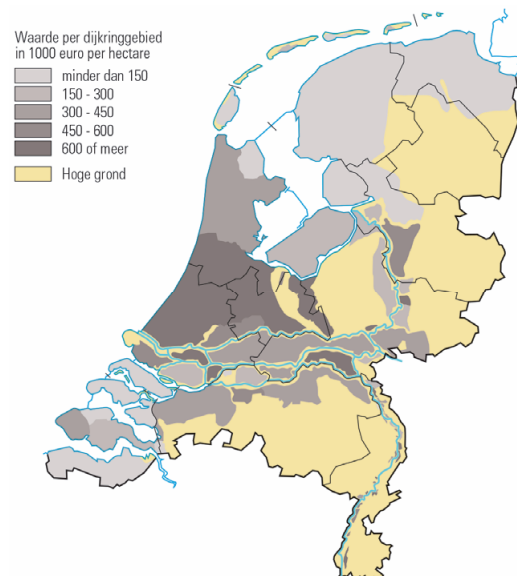 Waarde per dijkringgebied
in 1000 euro per hectare
minder dan 150
150 - 300
300 - 450
450 - 600
600 of meer
Hoge grond